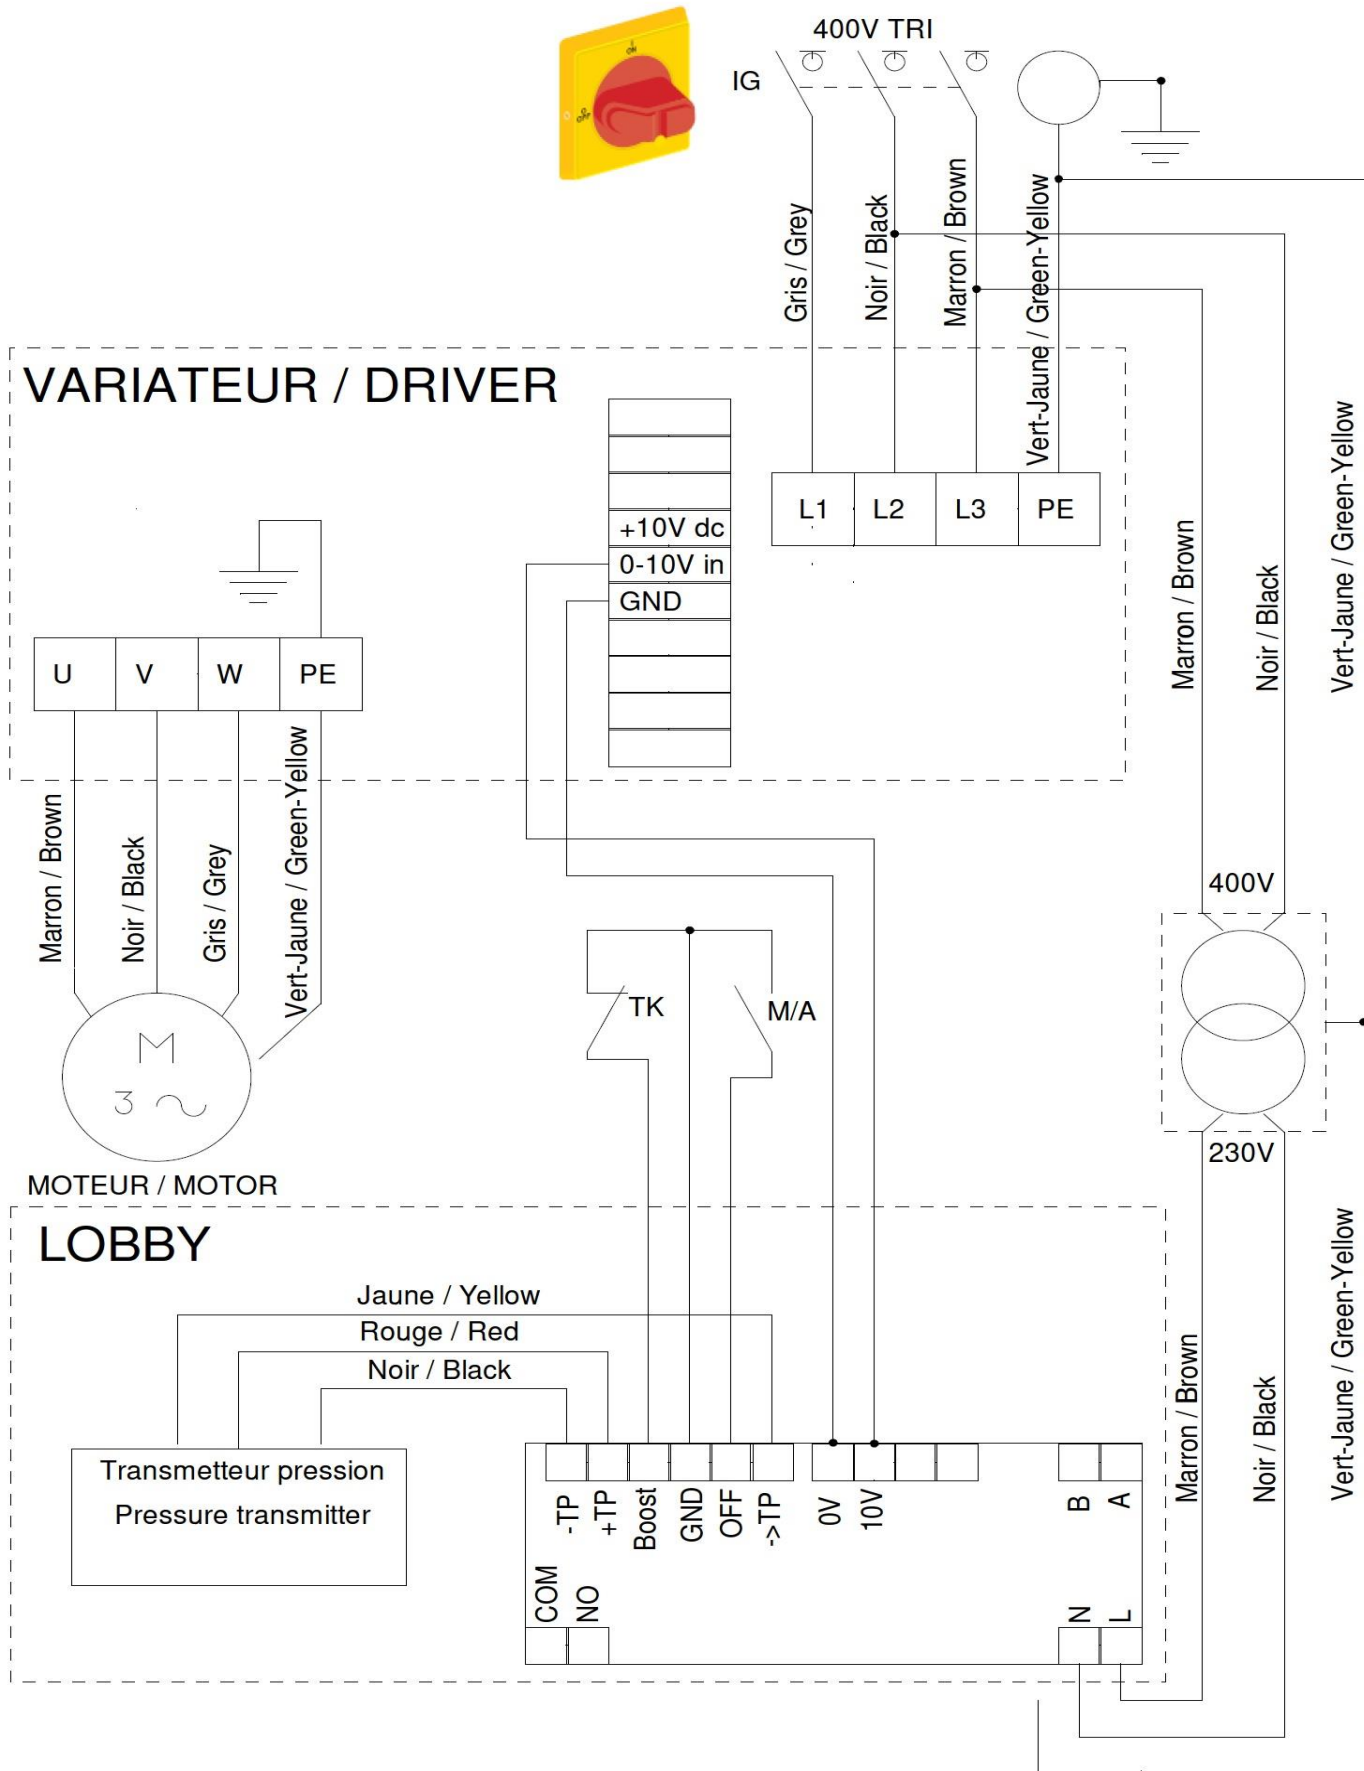 400V TRI
IG
I
ON
O
OFF
Gris / Grey
Noir / Black
Marron / Brown
Vert-Jaune / Green-Yellow
VARIATEUR / DRIVER
+10V dc
0-10V in
GND
L1 L2 L3 PE
Marron / Brown
Noir / Black
Vert-Jaune / Green-Yellow
U V W PE
Marron / Brown
Noir / Black
Gris / Grey
Vert-Jaune / Green-Yellow
400V
TK
M/A
M
3
230V
MOTEUR / MOTOR
LOBBY
Jaune / Yellow
Rouge / Red
Noir / Black
Marron / Brown
Noir / Black
Vert-Jaune / Green-Yellow
Transmetteur pression
Pressure transmitter
-TP
+TP
Boost
GND
OFF
->TP
0V
10V
B
A
COM
NO
N
L